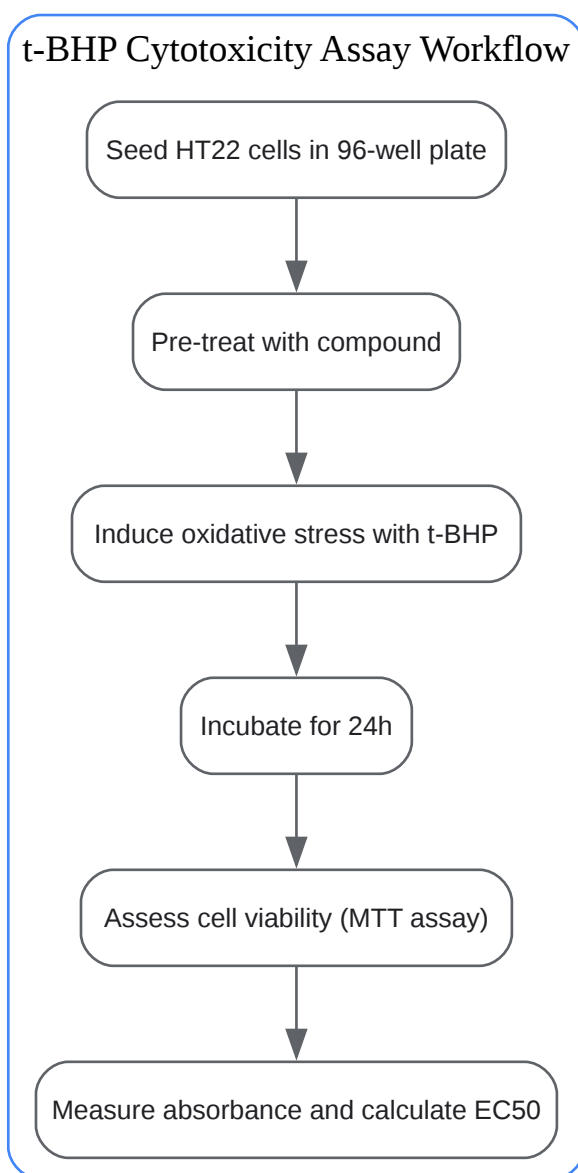 t-BHP Cytotoxicity Assay Workflow
Seed HT22 cells in 96-well plate
Pre-treat with compound
Induce oxidative stress with t-BHP
Incubate for 24h
Assess cell viability (MTT assay)
Measure absorbance and calculate EC50